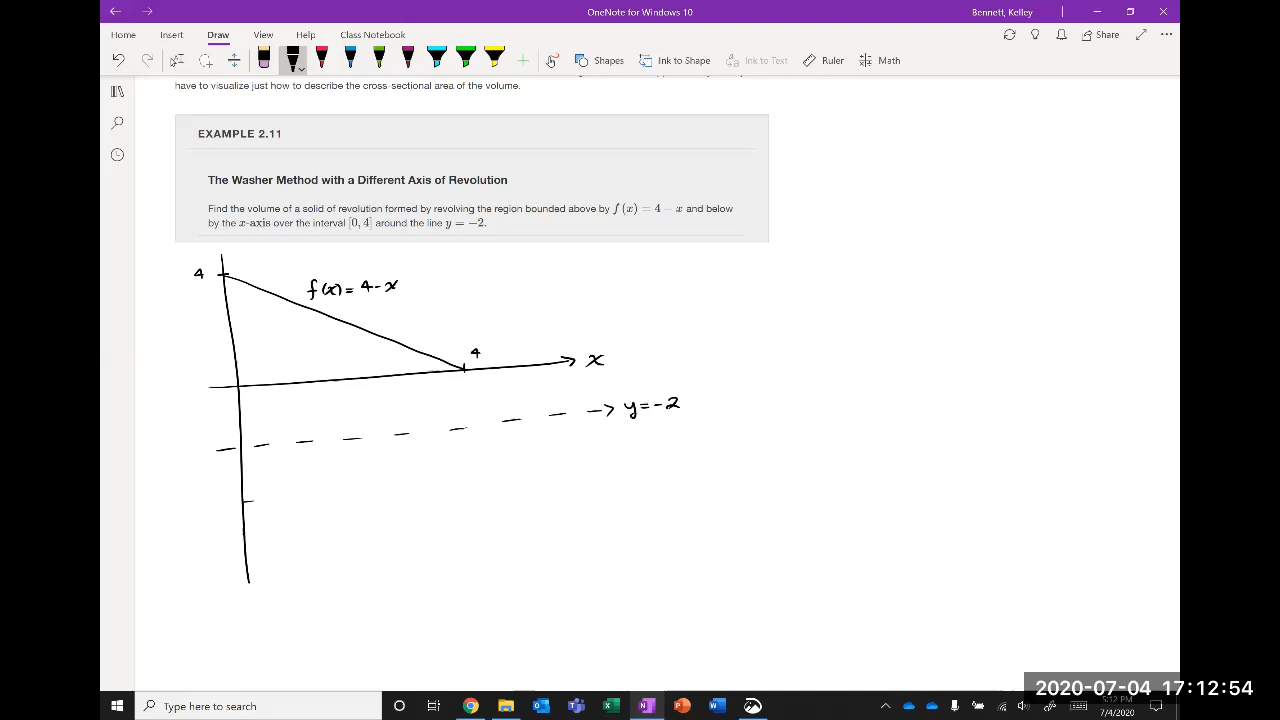 OneNote for Windows 10
Bennett, Kelley
Home Insert Draw View Help Class Notebook
Share
Shapes Ink to Shape Ink to Text Ruler Math
have to visualize just how to describe the cross-sectional area of the volume.
EXAMPLE 2.11
The Washer Method with a Different Axis of Revolution
Find the volume of a solid of revolution formed by revolving the region bounded above by f (x) = 4 − x and below
by the x-axis over the interval [0, 4] around the line y = −2.
4
f(x) = 4-x
4
x
y = -2
Type here to search
5:12 PM
7/4/2020
2020-07-04 17:12:54